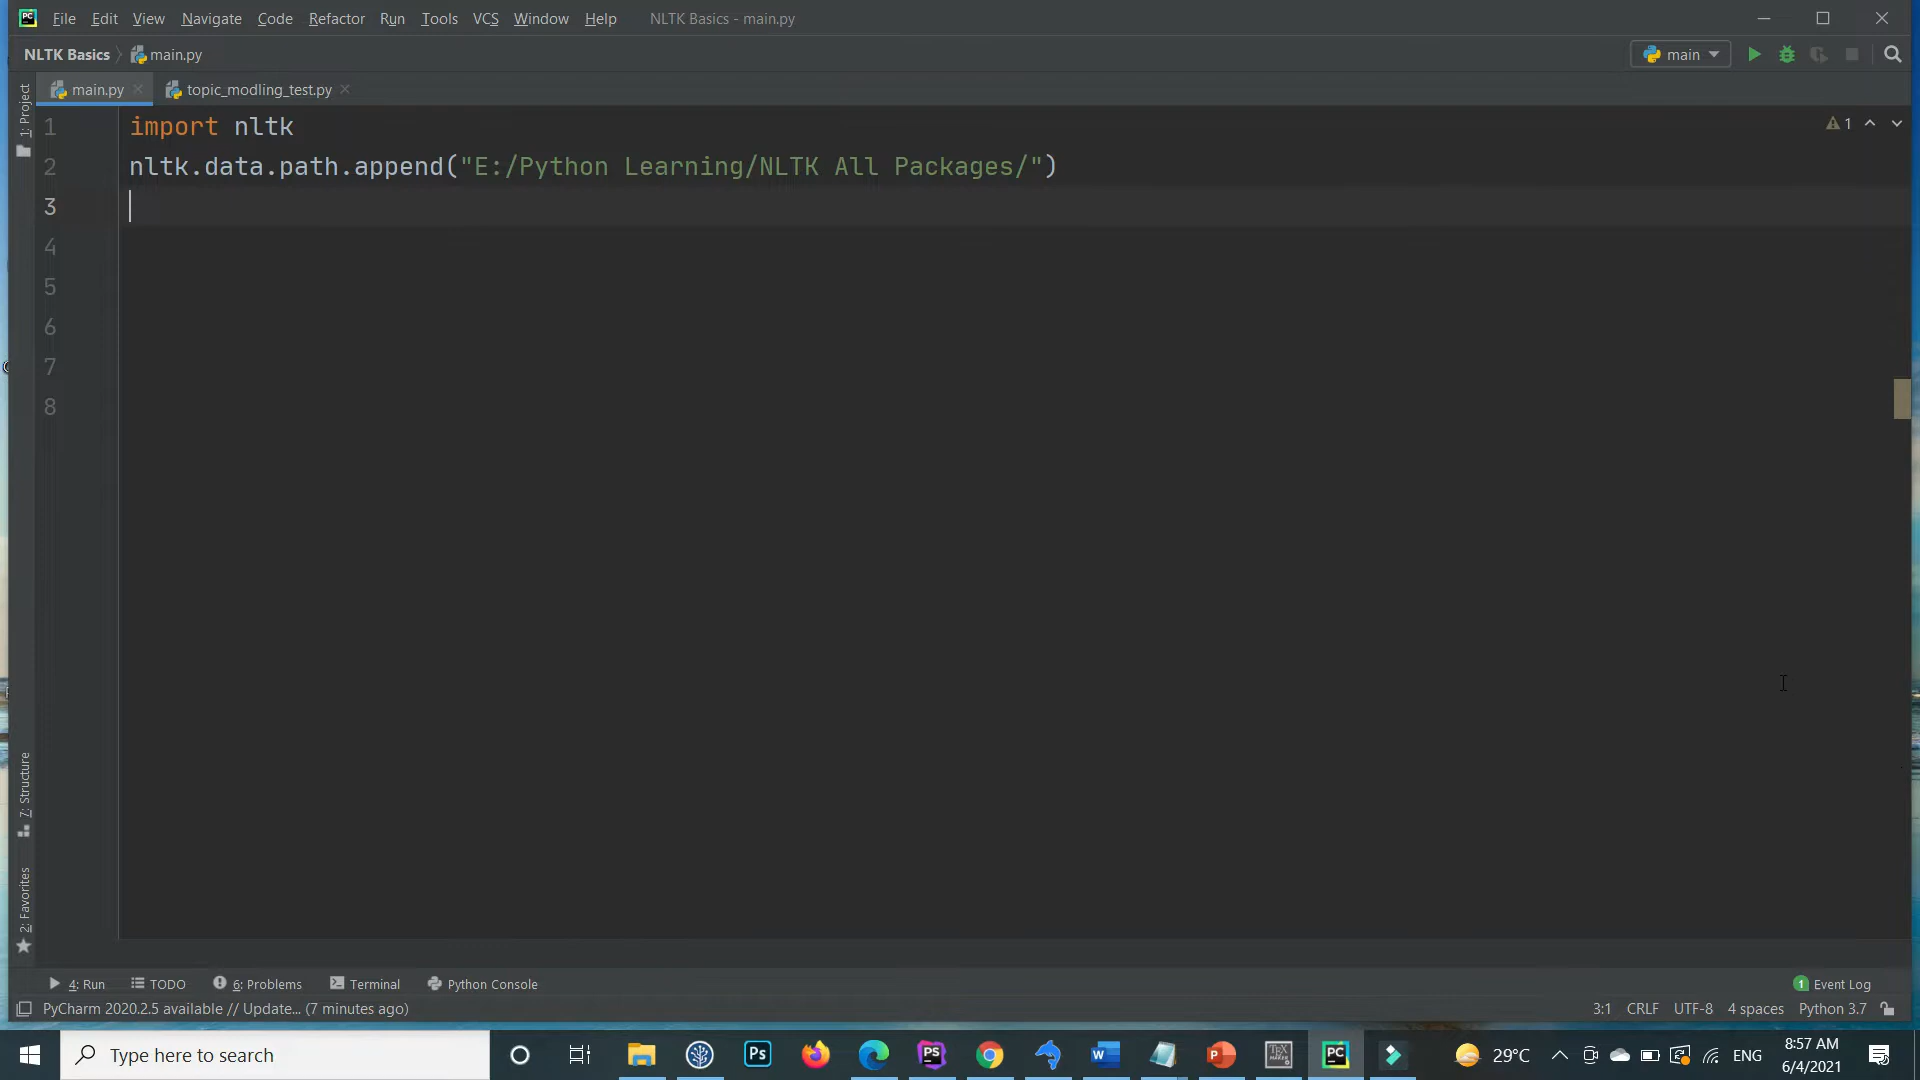 File Edit View Navigate Code Refactor Run Tools VCS Window Help NLTK Basics - main.py
NLTK Basics main.py main
main.py topic_modling_test.py
1: Project
1 import nltk
2 nltk.data.path.append("E:/Python Learning/NLTK All Packages/")
3
4
5
6
7
8
1
7: Structure
2: Favorites
4: Run TODO 6: Problems Terminal Python Console 1 Event Log
PyCharm 2020.2.5 available // Update... (7 minutes ago) 3:1 CRLF UTF-8 4 spaces Python 3.7
Type here to search 29°C ENG 8:57 AM
6/4/2021